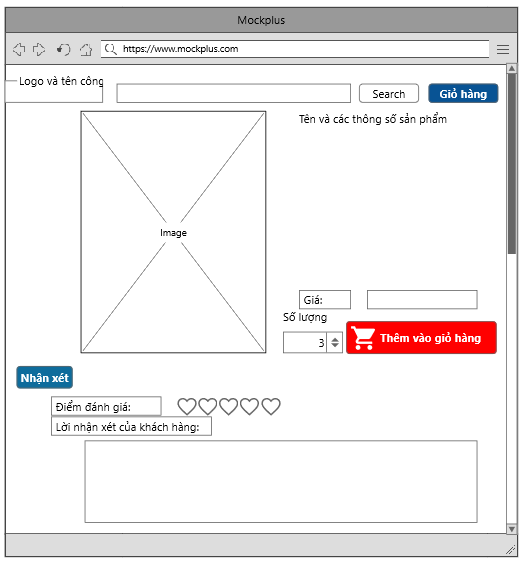 Mockplus
https://www.mockplus.com
Logo và tên công
Search
Giỏ hàng
Tên và các thông số sản phẩm
Image
Giá:
Số lượng
3
Thêm vào giỏ hàng
Nhận xét
Điểm đánh giá:
Lời nhận xét của khách hàng: